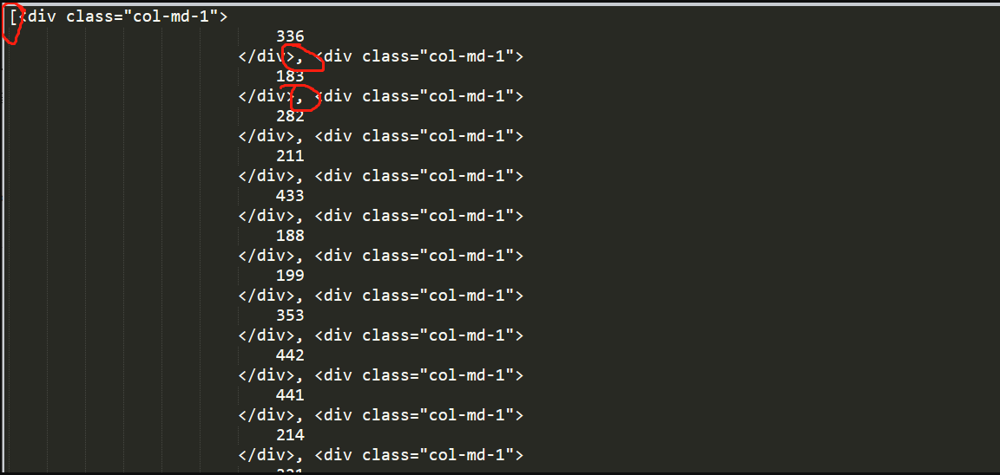 [<div class="col-md-1">
336
</div>, <div class="col-md-1">
183
</div>, <div class="col-md-1">
282
</div>, <div class="col-md-1">
211
</div>, <div class="col-md-1">
433
</div>, <div class="col-md-1">
188
</div>, <div class="col-md-1">
199
</div>, <div class="col-md-1">
353
</div>, <div class="col-md-1">
442
</div>, <div class="col-md-1">
441
</div>, <div class="col-md-1">
214
</div>, <div class="col-md-1">